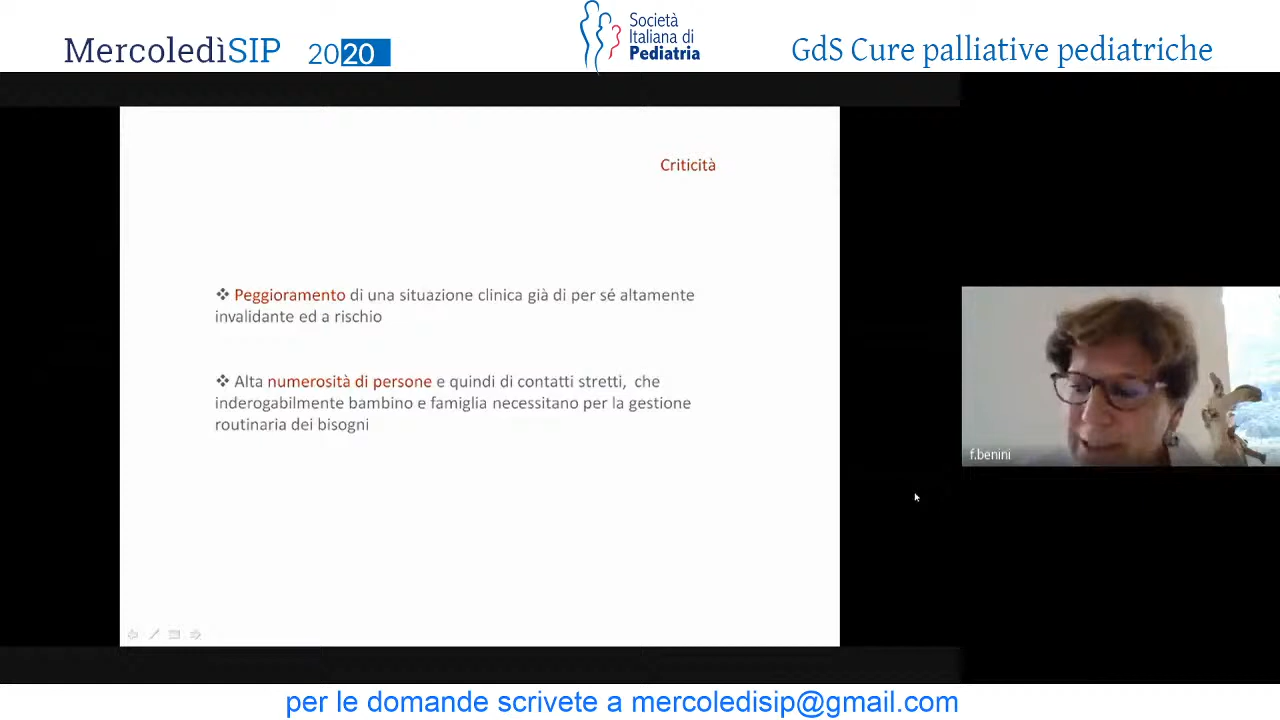 MercoledìSIP 2020
Società
Italiana di
Pediatria
GdS Cure palliative pediatriche
Criticità
❖ Peggioramento di una situazione clinica già di per sé altamente
invalidante ed a rischio
❖ Alta numerosità di persone e quindi di contatti stretti, che
inderogabilmente bambino e famiglia necessitano per la gestione
routinaria dei bisogni
f.benini
per le domande scrivete a mercoledisip@gmail.com